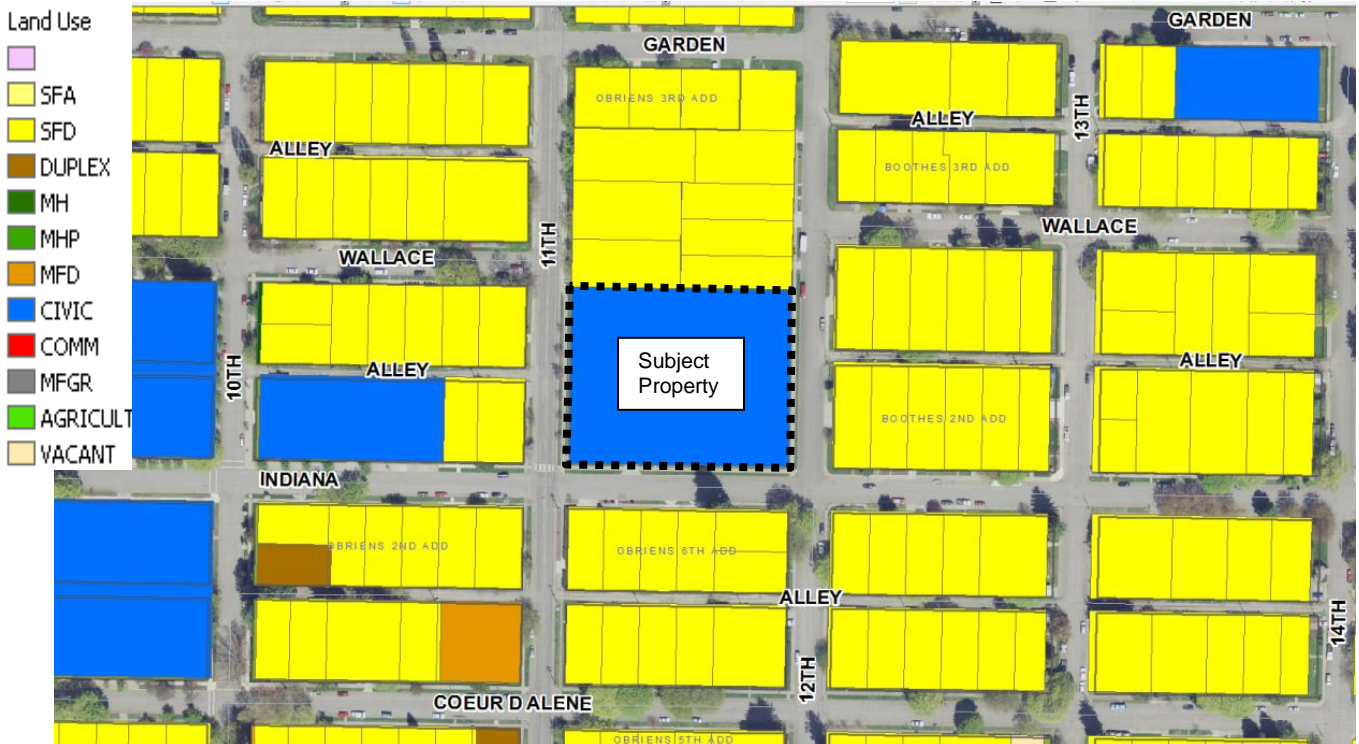 Land Use
SFA
SFD
DUPLEX
MH
MHP
MFD
CIVIC
COMM
MFGR
AGRICULT
VACANT
GARDEN
GARDEN
OBRIENS 3RD ADD
ALLEY
13TH
ALLEY
BOOTHES 3RD ADD
11TH
WALLACE
WALLACE
10TH
ALLEY
Subject
Property
ALLEY
BOOTHES 2ND ADD
INDIANA
OBRIENS 2ND ADD
OBRIENS 6TH ADD
ALLEY
14TH
12TH
COEUR D ALENE
OBRIENS 5TH ADD